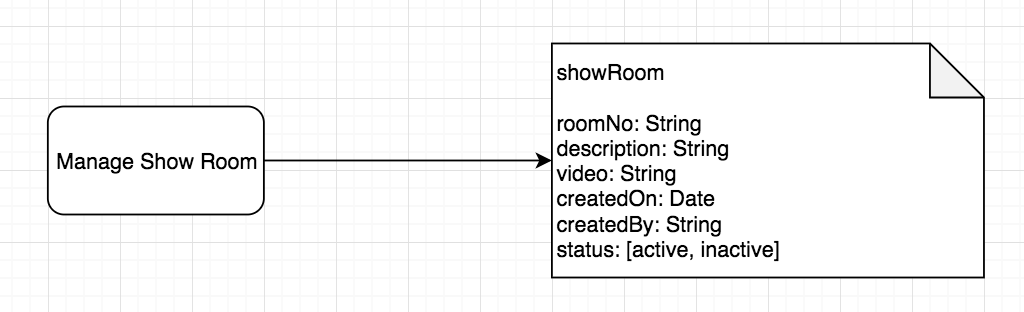 Manage Show Room
showRoom
roomNo: String
description: String
video: String
createdOn: Date
createdBy: String
status: [active, inactive]